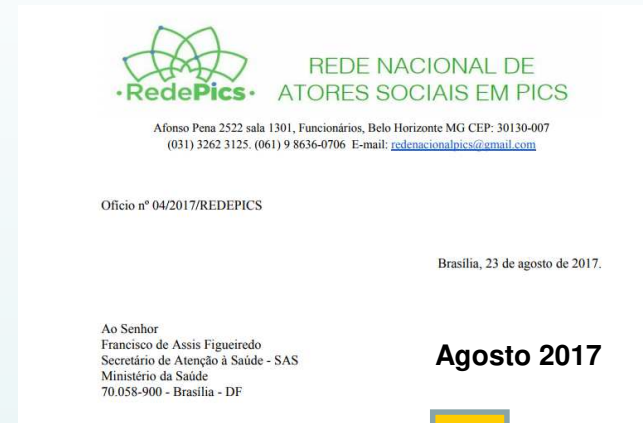 RedePics
REDE NACIONAL DE
ATORES SOCIAIS EM PICS
Afonso Pena 2522 sala 1301, Funcionários, Belo Horizonte MG CEP: 30130-007
(031) 3262 3125. (061) 9 8636-0706 E-mail: redenacionalpics@gmail.com
Ofício nº 04/2017/REDEPICS
Brasília, 23 de agosto de 2017.
Ao Senhor
Francisco de Assis Figueiredo
Secretário de Atenção à Saúde - SAS
Ministério da Saúde
70.058-900 - Brasília - DF
Agosto 2017